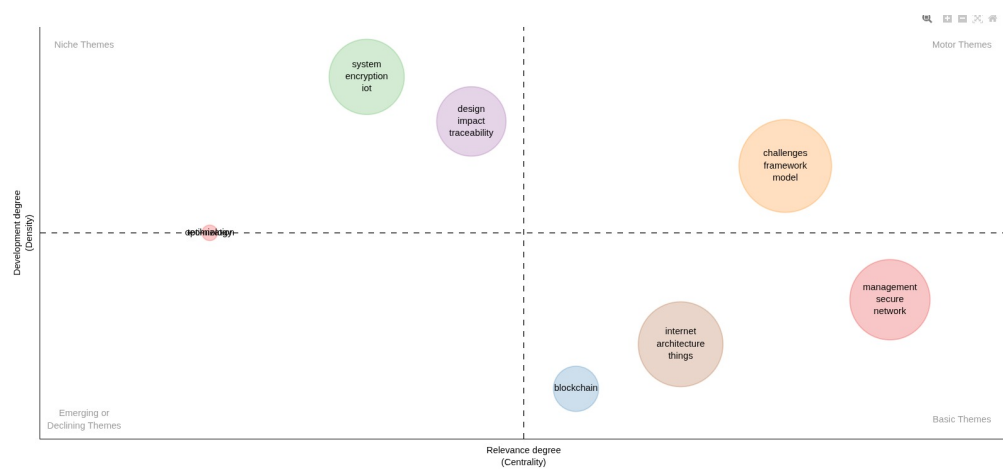 Niche Themes
Motor Themes
system
encryption
iot
design
impact
traceability
challenges
framework
model
Development degree
(Density)
management
secure
network
internet
architecture
things
blockchain
Emerging or
Declining Themes
Basic Themes
Relevance degree
(Centrality)